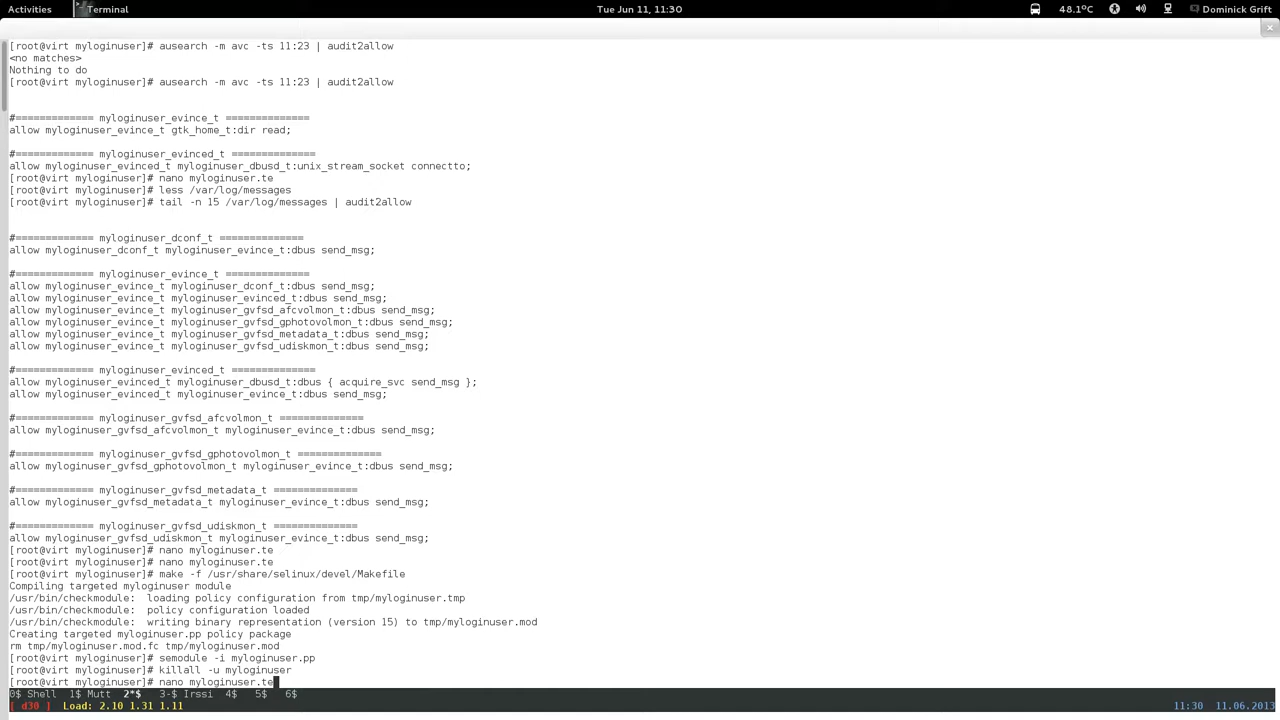 Activities Terminal Tue Jun 11, 11:30 48.1°C Dominick Grift
[root@virt myloginuser]# ausearch -m avc -ts 11:23 | audit2allow
<no matches>
Nothing to do
[root@virt myloginuser]# ausearch -m avc -ts 11:23 | audit2allow
#============= myloginuser_evince_t ==============
allow myloginuser_evince_t gtk_home_t:dir read;
#============= myloginuser_evinced_t ==============
allow myloginuser_evinced_t myloginuser_dbusd_t:unix_stream_socket connectto;
[root@virt myloginuser]# nano myloginuser.te
[root@virt myloginuser]# less /var/log/messages
[root@virt myloginuser]# tail -n 15 /var/log/messages | audit2allow
#============= myloginuser_dconf_t ==============
allow myloginuser_dconf_t myloginuser_evince_t:dbus send_msg;
#============= myloginuser_evince_t ==============
allow myloginuser_evince_t myloginuser_dconf_t:dbus send_msg;
allow myloginuser_evince_t myloginuser_evinced_t:dbus send_msg;
allow myloginuser_evince_t myloginuser_gvfsd_afcvolmon_t:dbus send_msg;
allow myloginuser_evince_t myloginuser_gvfsd_gphotovolmon_t:dbus send_msg;
allow myloginuser_evince_t myloginuser_gvfsd_metadata_t:dbus send_msg;
allow myloginuser_evince_t myloginuser_gvfsd_udiskmon_t:dbus send_msg;
#============= myloginuser_evinced_t ==============
allow myloginuser_evinced_t myloginuser_dbusd_t:dbus { acquire_svc send_msg };
allow myloginuser_evinced_t myloginuser_evince_t:dbus send_msg;
#============= myloginuser_gvfsd_afcvolmon_t ==============
allow myloginuser_gvfsd_afcvolmon_t myloginuser_evince_t:dbus send_msg;
#============= myloginuser_gvfsd_gphotovolmon_t ==============
allow myloginuser_gvfsd_gphotovolmon_t myloginuser_evince_t:dbus send_msg;
#============= myloginuser_gvfsd_metadata_t ==============
allow myloginuser_gvfsd_metadata_t myloginuser_evince_t:dbus send_msg;
#============= myloginuser_gvfsd_udiskmon_t ==============
allow myloginuser_gvfsd_udiskmon_t myloginuser_evince_t:dbus send_msg;
[root@virt myloginuser]# nano myloginuser.te
[root@virt myloginuser]# nano myloginuser.te
[root@virt myloginuser]# make -f /usr/share/selinux/devel/Makefile
Compiling targeted myloginuser module
/usr/bin/checkmodule:  loading policy configuration from tmp/myloginuser.tmp
/usr/bin/checkmodule:  policy configuration loaded
/usr/bin/checkmodule:  writing binary representation (version 15) to tmp/myloginuser.mod
Creating targeted myloginuser.pp policy package
rm tmp/myloginuser.mod.fc tmp/myloginuser.mod
[root@virt myloginuser]# semodule -i myloginuser.pp
[root@virt myloginuser]# killall -u myloginuser
[root@virt myloginuser]# nano myloginuser.te
0$ Shell 1$ Mutt 2*$ 3-$ Irssi 4$ 5$ 6$
[ d30 ] Load: 2.10 1.31 1.11 11:30 11.06.2013